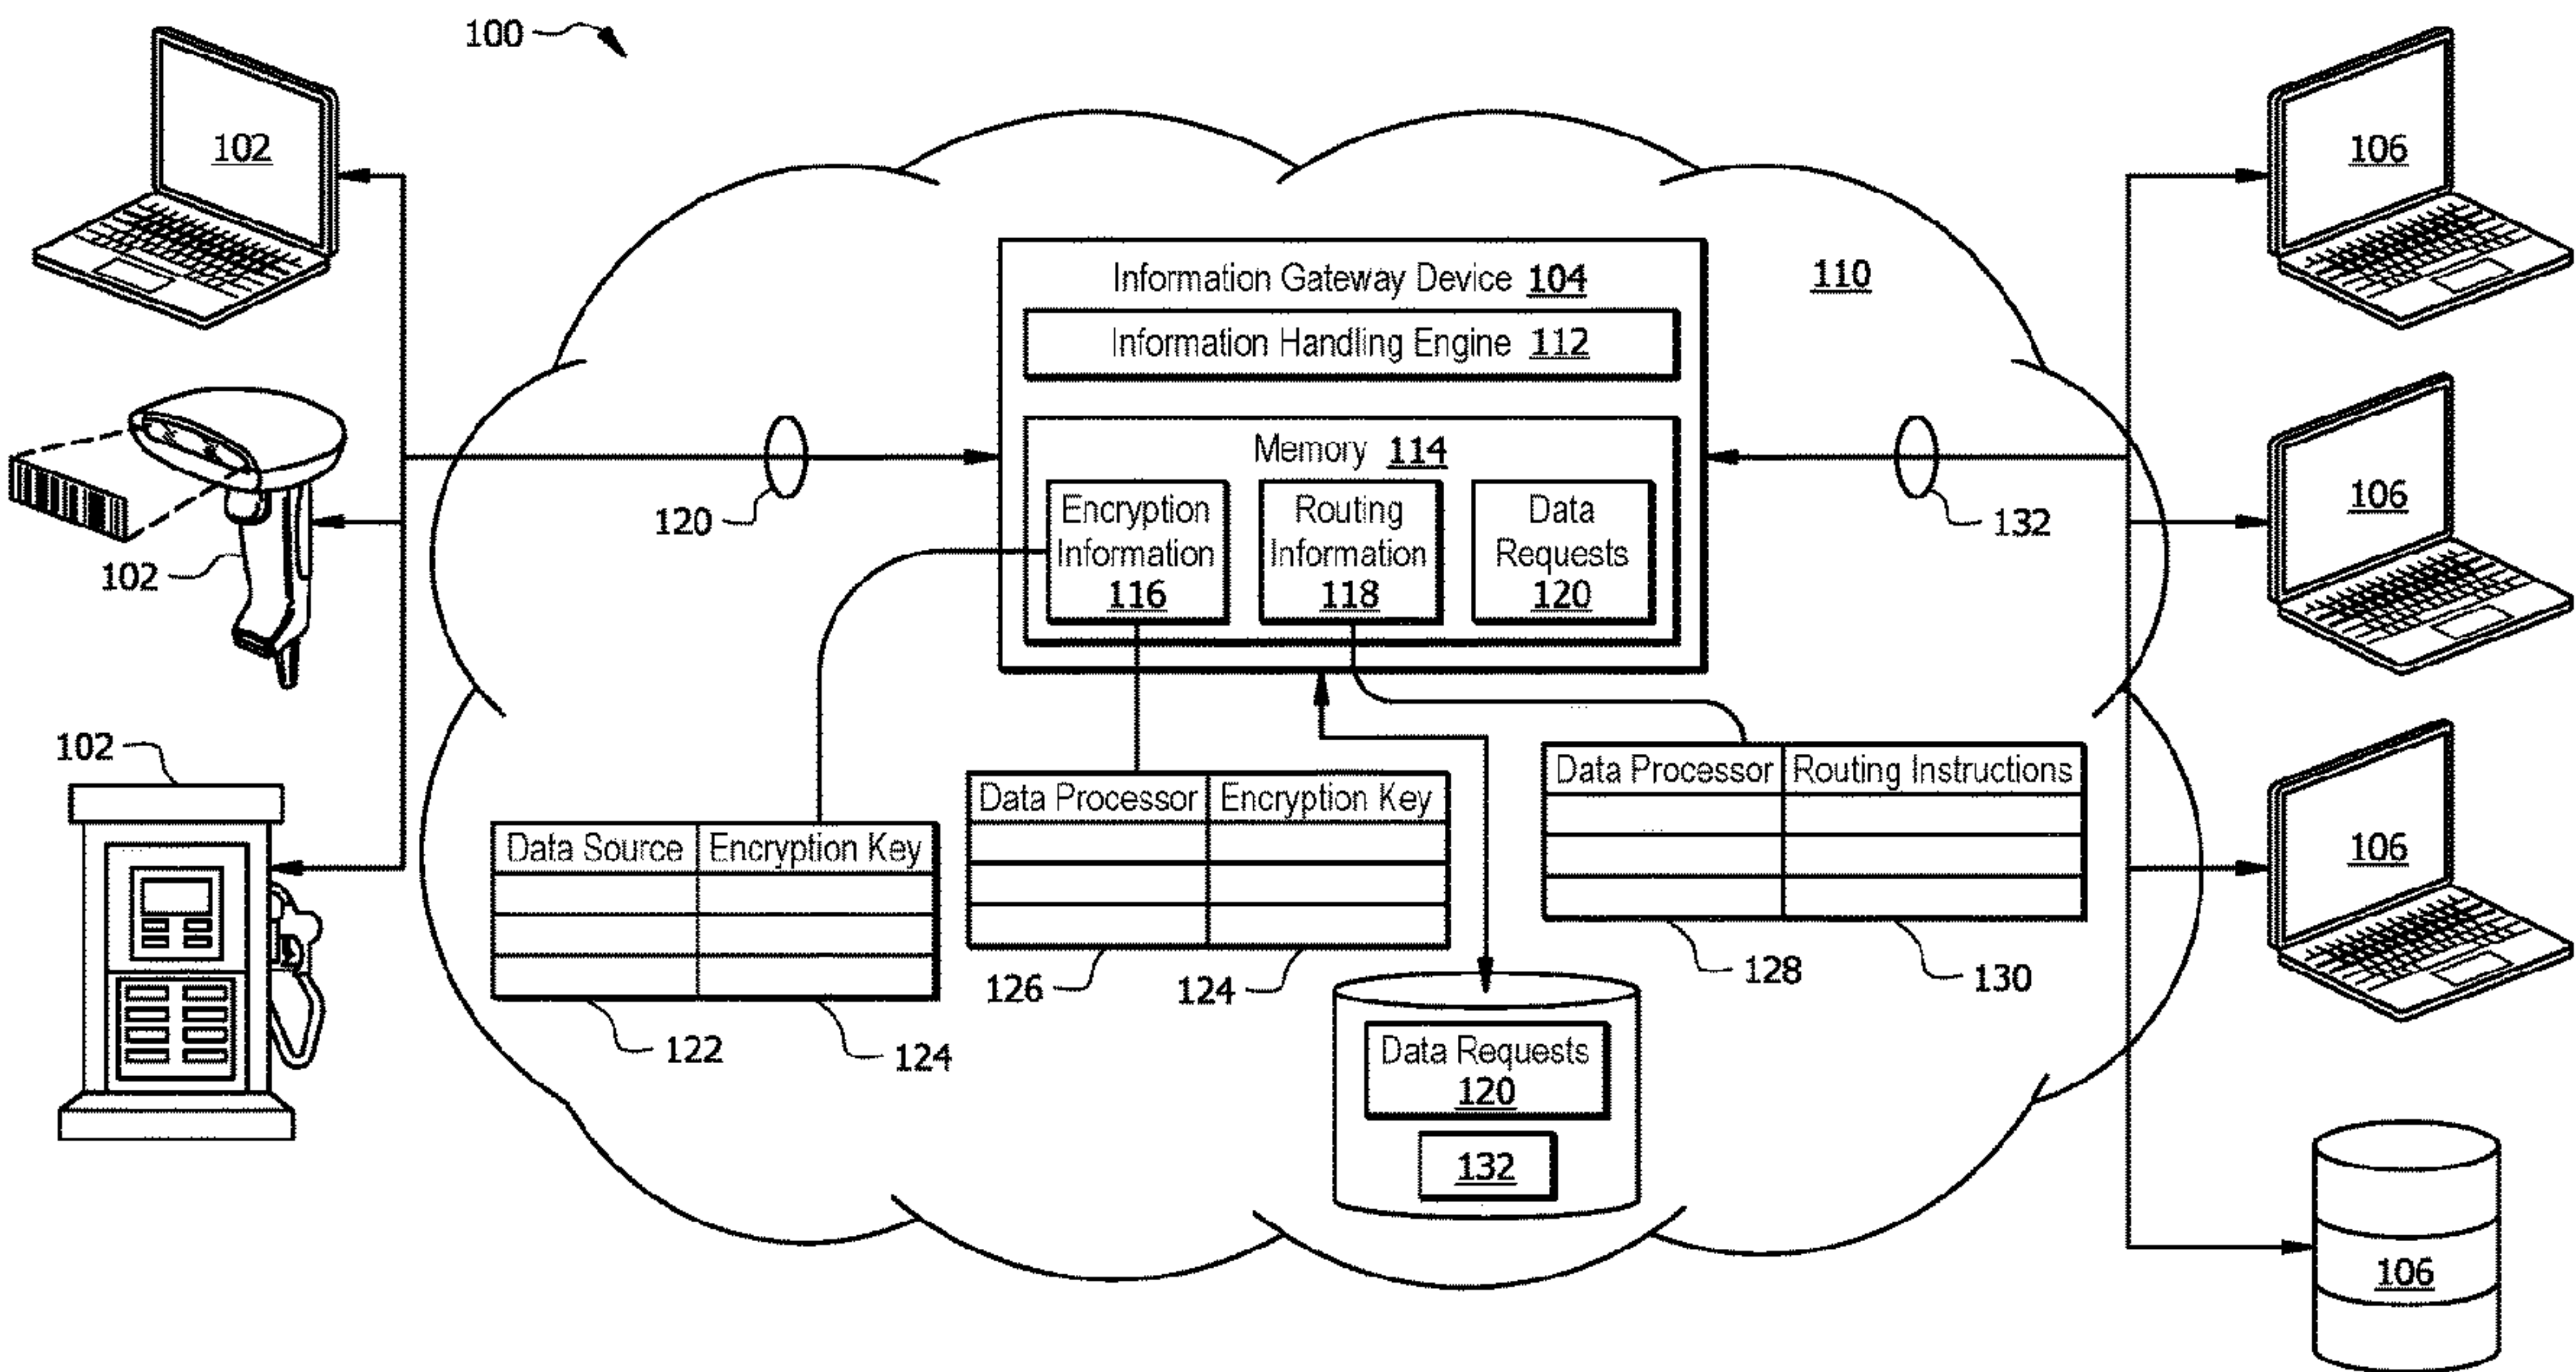 100
102
106
Information Gateway Device 104
110
Information Handling Engine 112
Memory 114
120
132
106
Encryption Information 116
Routing Information 118
Data Requests 120
102
102
Data Processor Routing Instructions
Data Processor Encryption Key
Data Source Encryption Key
106
126
124
128
130
122
124
Data Requests
120
132
106